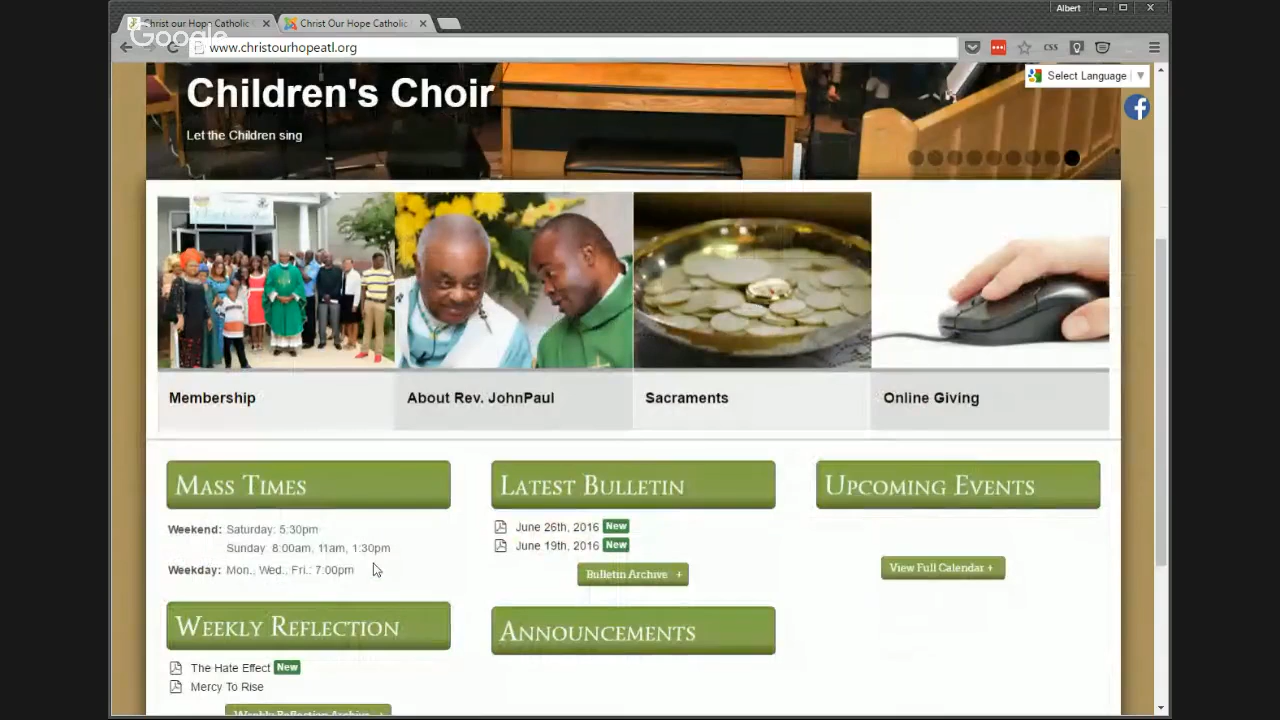 Albert
Christ our Hope Catholic
Christ Our Hope Catholic
Google
www.christourhopeatl.org
CSS
Select Language
Children's Choir
Let the Children sing
Membership
About Rev. JohnPaul
Sacraments
Online Giving
Mass Times
Latest Bulletin
Upcoming Events
Weekend: Saturday: 5:30pm
Sunday 8:00am, 11am, 1:30pm
Weekday: Mon., Wed., Fri.: 7:00pm
June 26th, 2016 New
June 19th, 2016 New
Bulletin Archive +
View Full Calendar +
Weekly Reflection
Announcements
The Hate Effect New
Mercy To Rise
Weekly Reflection Archive +